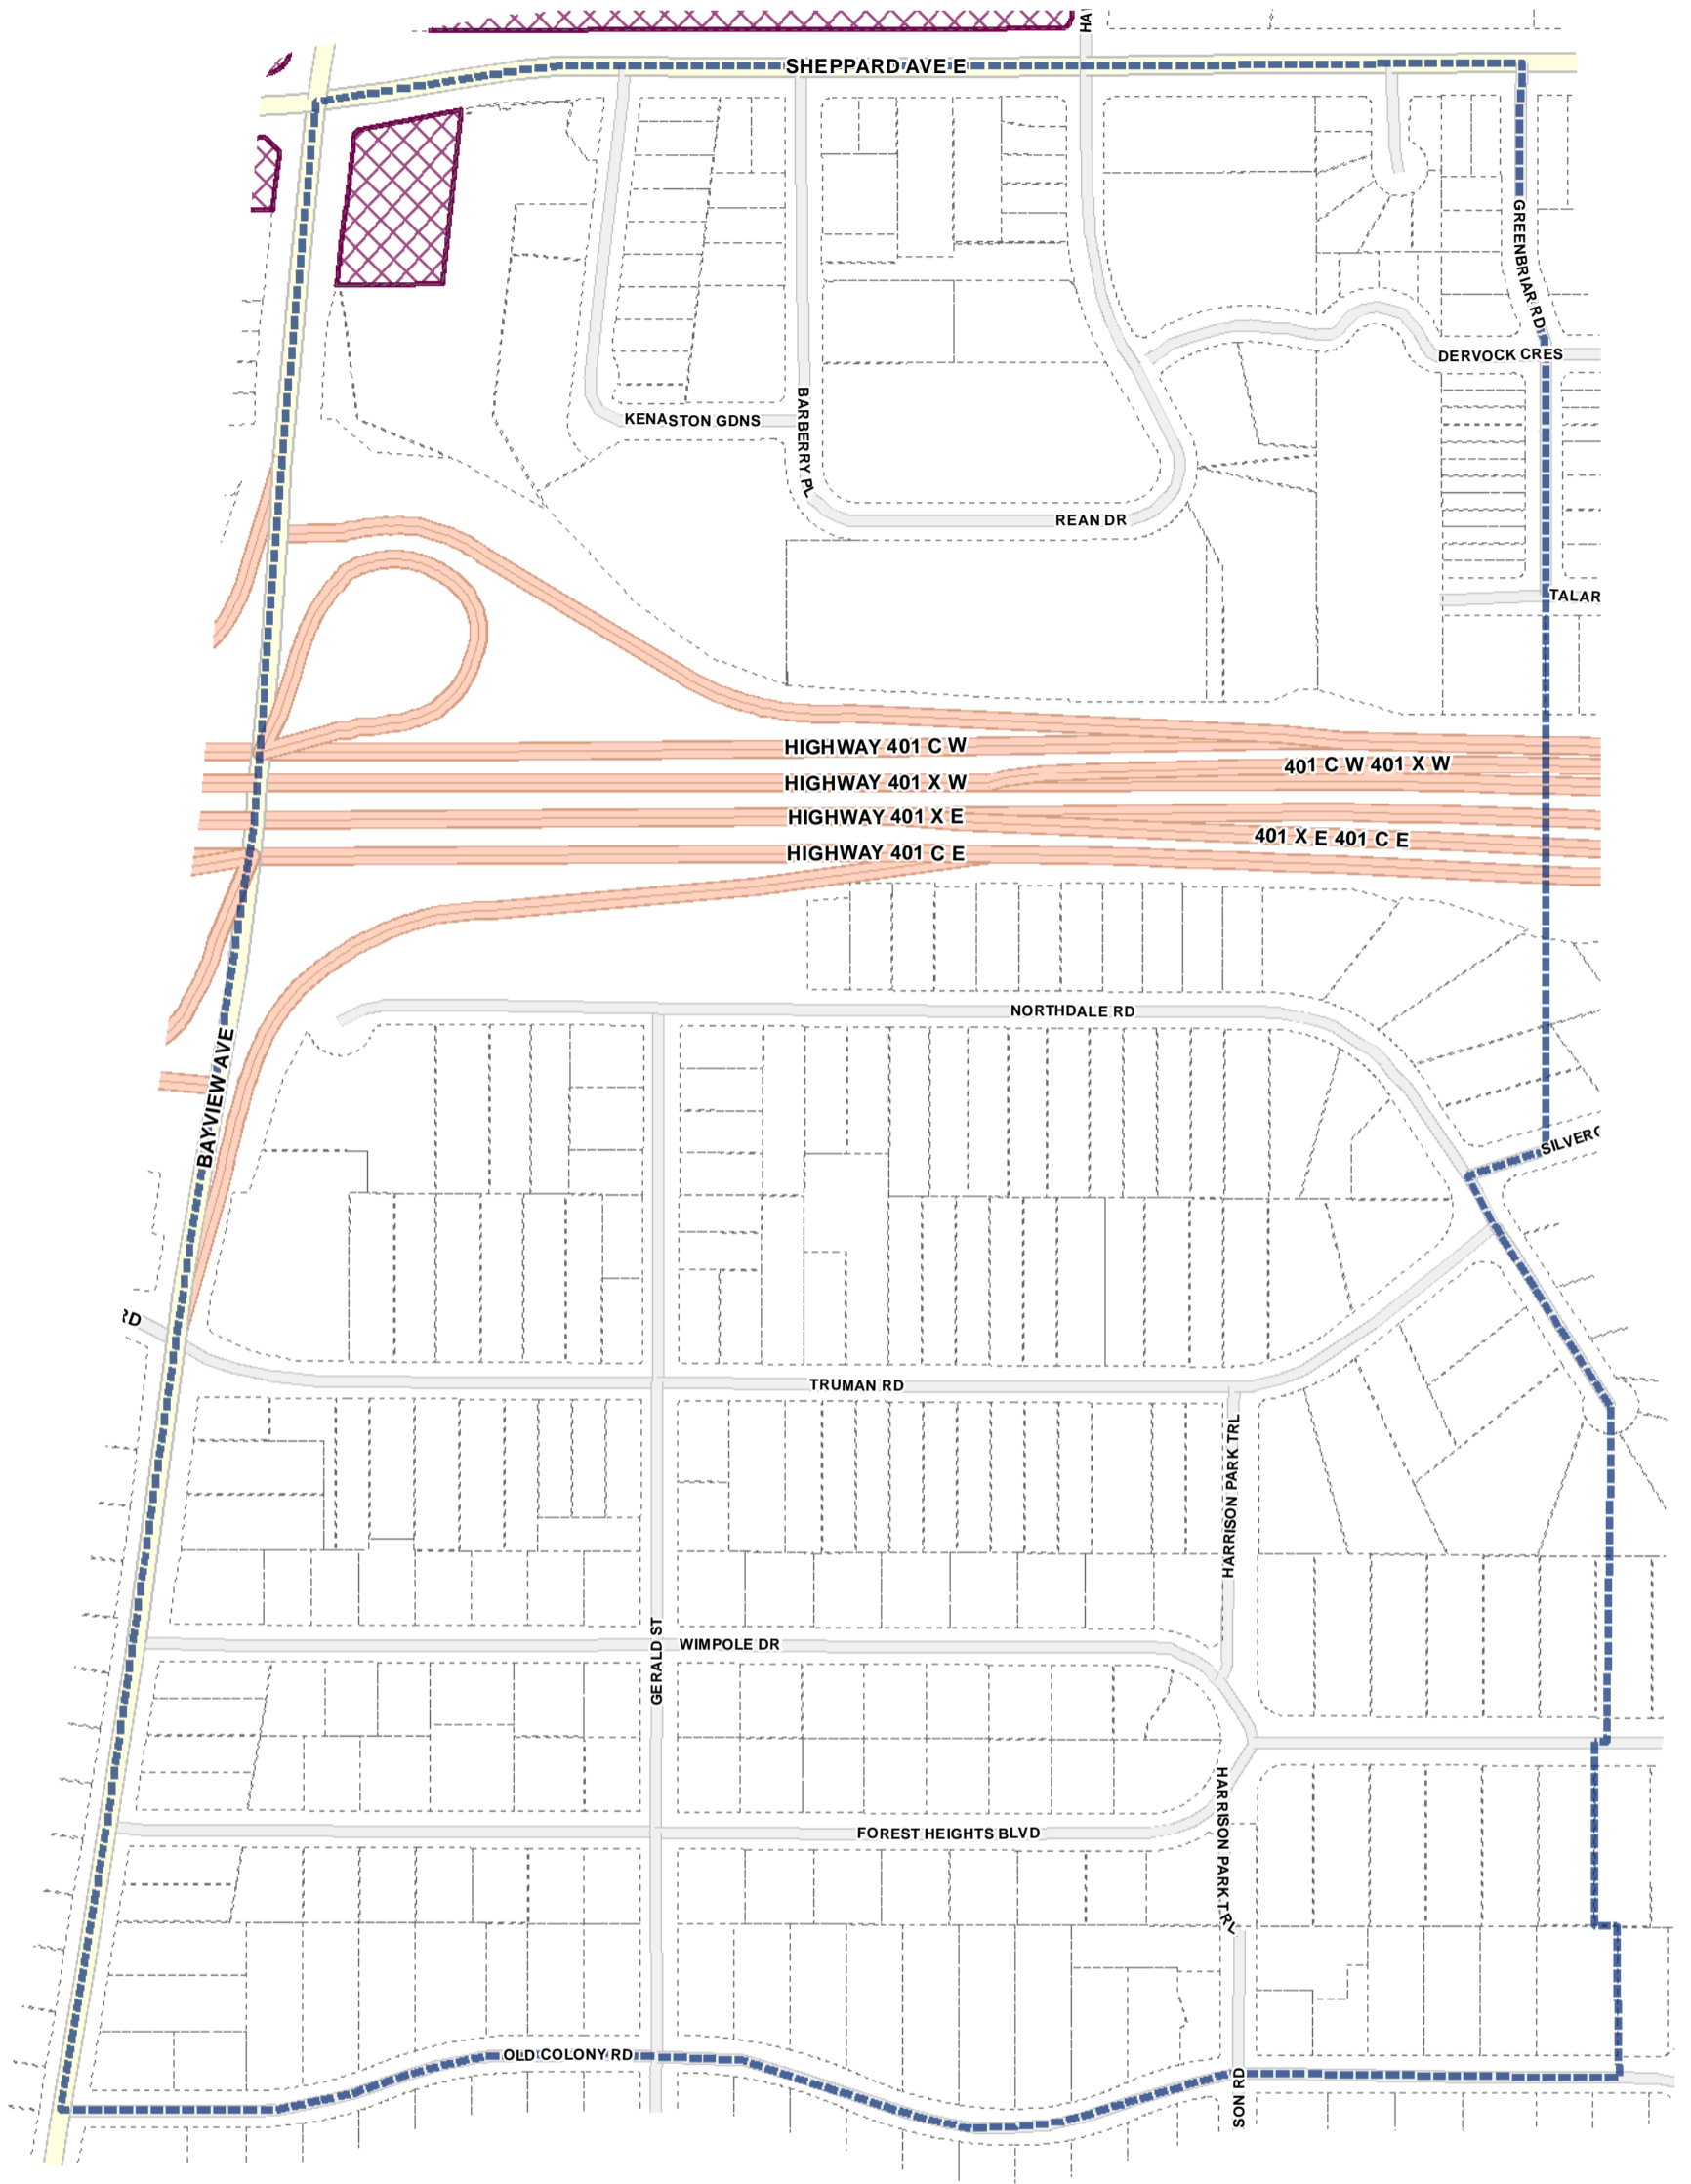 HA
SHEPPARD AVE E
GREENBRIAR RD
DERVOCK CRES
KENASTON GDNS
BARBERRY PL
REAN DR
TALAR
HIGHWAY 401 C W
401 C W 401 X W
HIGHWAY 401 X W
HIGHWAY 401 X E
401 X E 401 C E
HIGHWAY 401 C E
NORTHDALE RD
BAYVIEW AVE
SILVERC
RD
TRUMAN RD
HARRISON PARK TRL
GERALD ST
WIMPOLE DR
HARRISON PARK TRL
FOREST HEIGHTS BLVD
OLD COLONY RD
SON RD